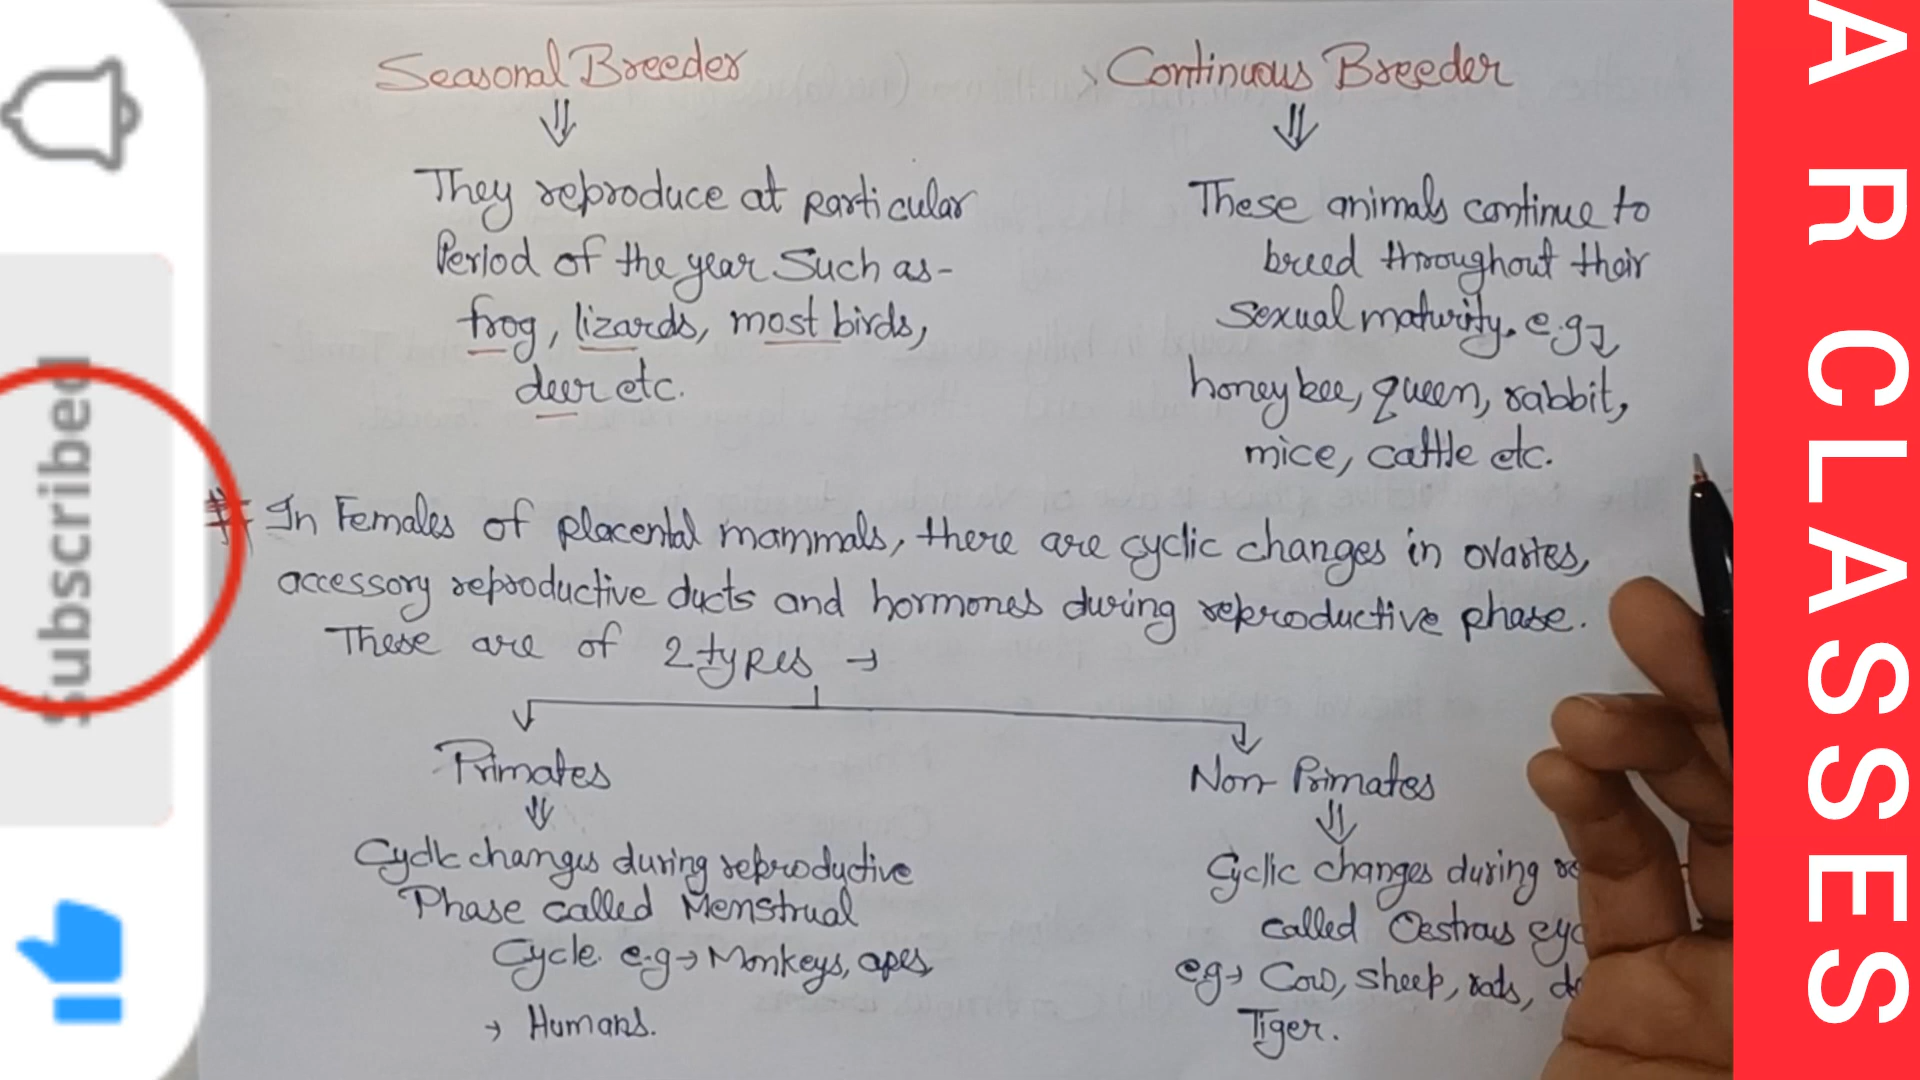 Seasonal Breeder
They reproduce at particular
Period of the year Such as-
frog, lizards, most birds,
deer etc.
Continuous Breeder
These animals continue to
breed throughout their
sexual maturity. e.g
honey bee, queen, rabbit,
mice, cattle etc.
# In Females of placental mammals, there are cyclic changes in ovaries,
accessory reproductive ducts and hormones during reproductive phase.
These are of 2 types →
Primates
Cyclic changes during reproductive
Phase called Menstrual
Cycle. e.g → Monkeys, apes,
→ Humans.
Non Primates
Cyclic changes during re
called Oestrous cyc
e.g → Cow, sheep, rats, do
Tiger.
Subscribed
A R CLASSES